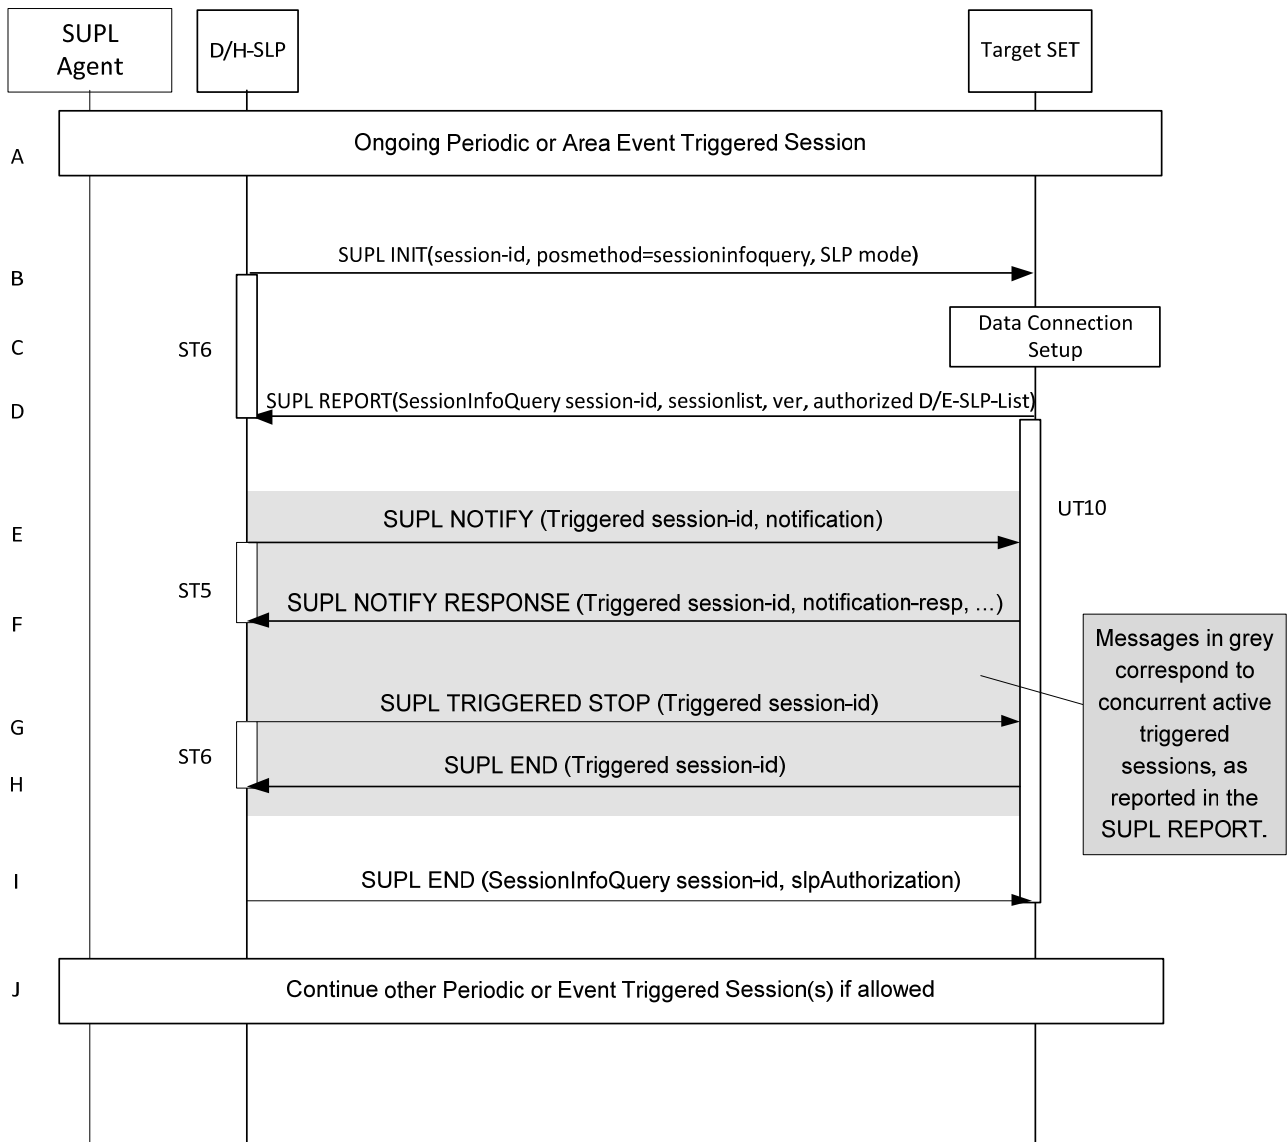 SUPL
Agent
D/H-SLP
Target SET
A
Ongoing Periodic or Area Event Triggered Session
SUPL INIT(session-id, posmethod=sessioninfoquery, SLP mode)
B
Data Connection
Setup
C
ST6
SUPL REPORT(SessionInfoQuery session-id, sessionlist, ver, authorized D/E-SLP-List)
D
UT10
SUPL NOTIFY (Triggered session-id, notification)
E
ST5
SUPL NOTIFY RESPONSE (Triggered session-id, notification-resp, ...)
F
Messages in grey
correspond to
concurrent active
triggered
sessions, as
reported in the
SUPL REPORT.
SUPL TRIGGERED STOP (Triggered session-id)
G
ST6
SUPL END (Triggered session-id)
H
SUPL END (SessionInfoQuery session-id, slpAuthorization)
I
J
Continue other Periodic or Event Triggered Session(s) if allowed